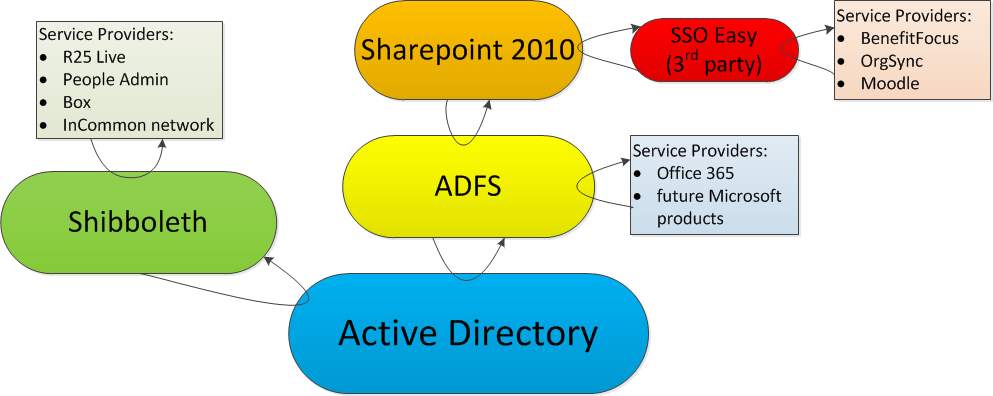 Service Providers:
● R25 Live
● People Admin
● Box
● InCommon network
Shibboleth
Sharepoint 2010
SSO Easy
(3rd party)
Service Providers:
● BenefitFocus
● OrgSync
● Moodle
ADFS
Service Providers:
● Office 365
● future Microsoft
products
Active Directory